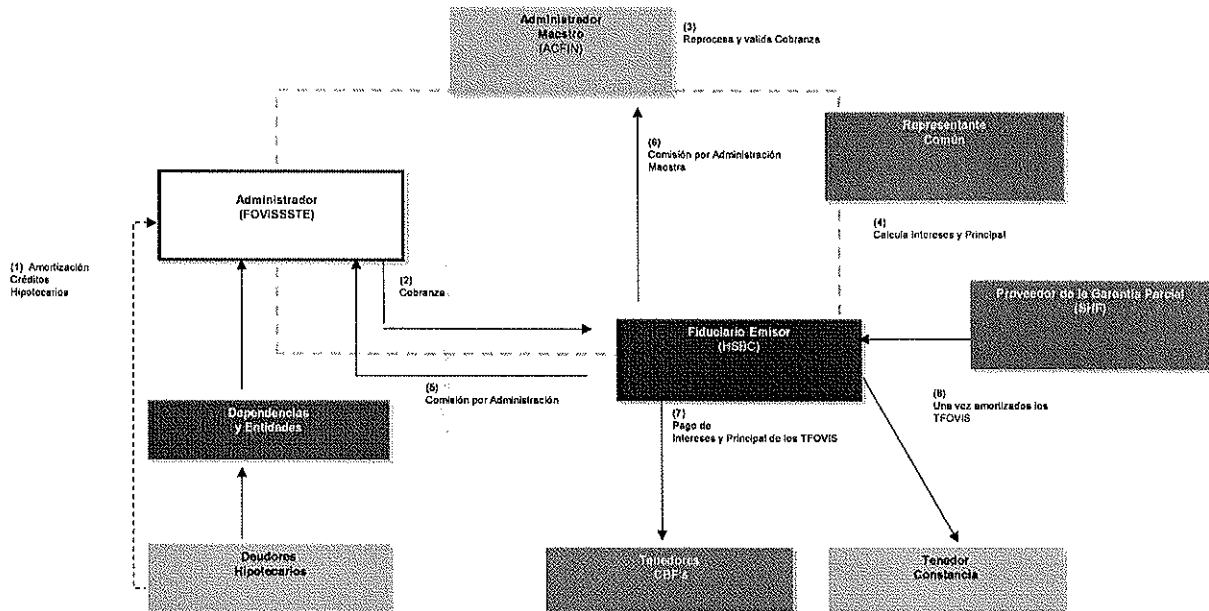 Administrador
Maestro
(ACFIN)
(3)
Reprocesa y valida Cobranza
Representante
Común
(6)
Comisión por Administración
Maestra
Administrador
(FOVISSSTE)
(4)
Calcula Intereses y Principal
(1) Amortización
Créditos
Hipotecarios
(2)
Cobranza
Proveedor de la Garantía Parcial
(SHF)
Fiduciario Emisor
(HSBC)
(5)
Comisión por Administración
(8)
Una vez amortizados los
TFOVIS
Dependencias
y Entidades
(7)
Pago de
Intereses y Principal de los TFOVIS
Deudores
Hipotecarios
Tenedores
CBF's
Tenedor
Constancia